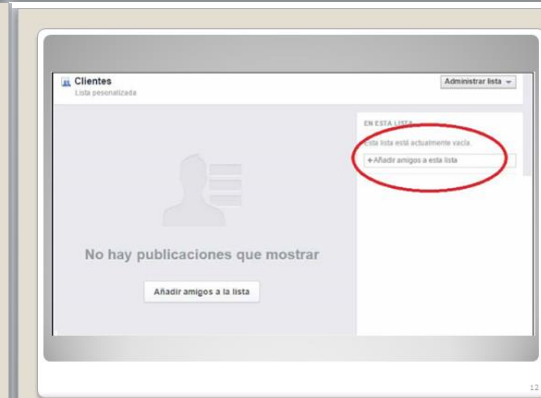 Clientes
Lista pesonalizada
Administrar lista
EN ESTA LISTA
Esta lista está actualmente vacía.
+Añadir amigos a esta lista
No hay publicaciones que mostrar
Añadir amigos a la lista
12